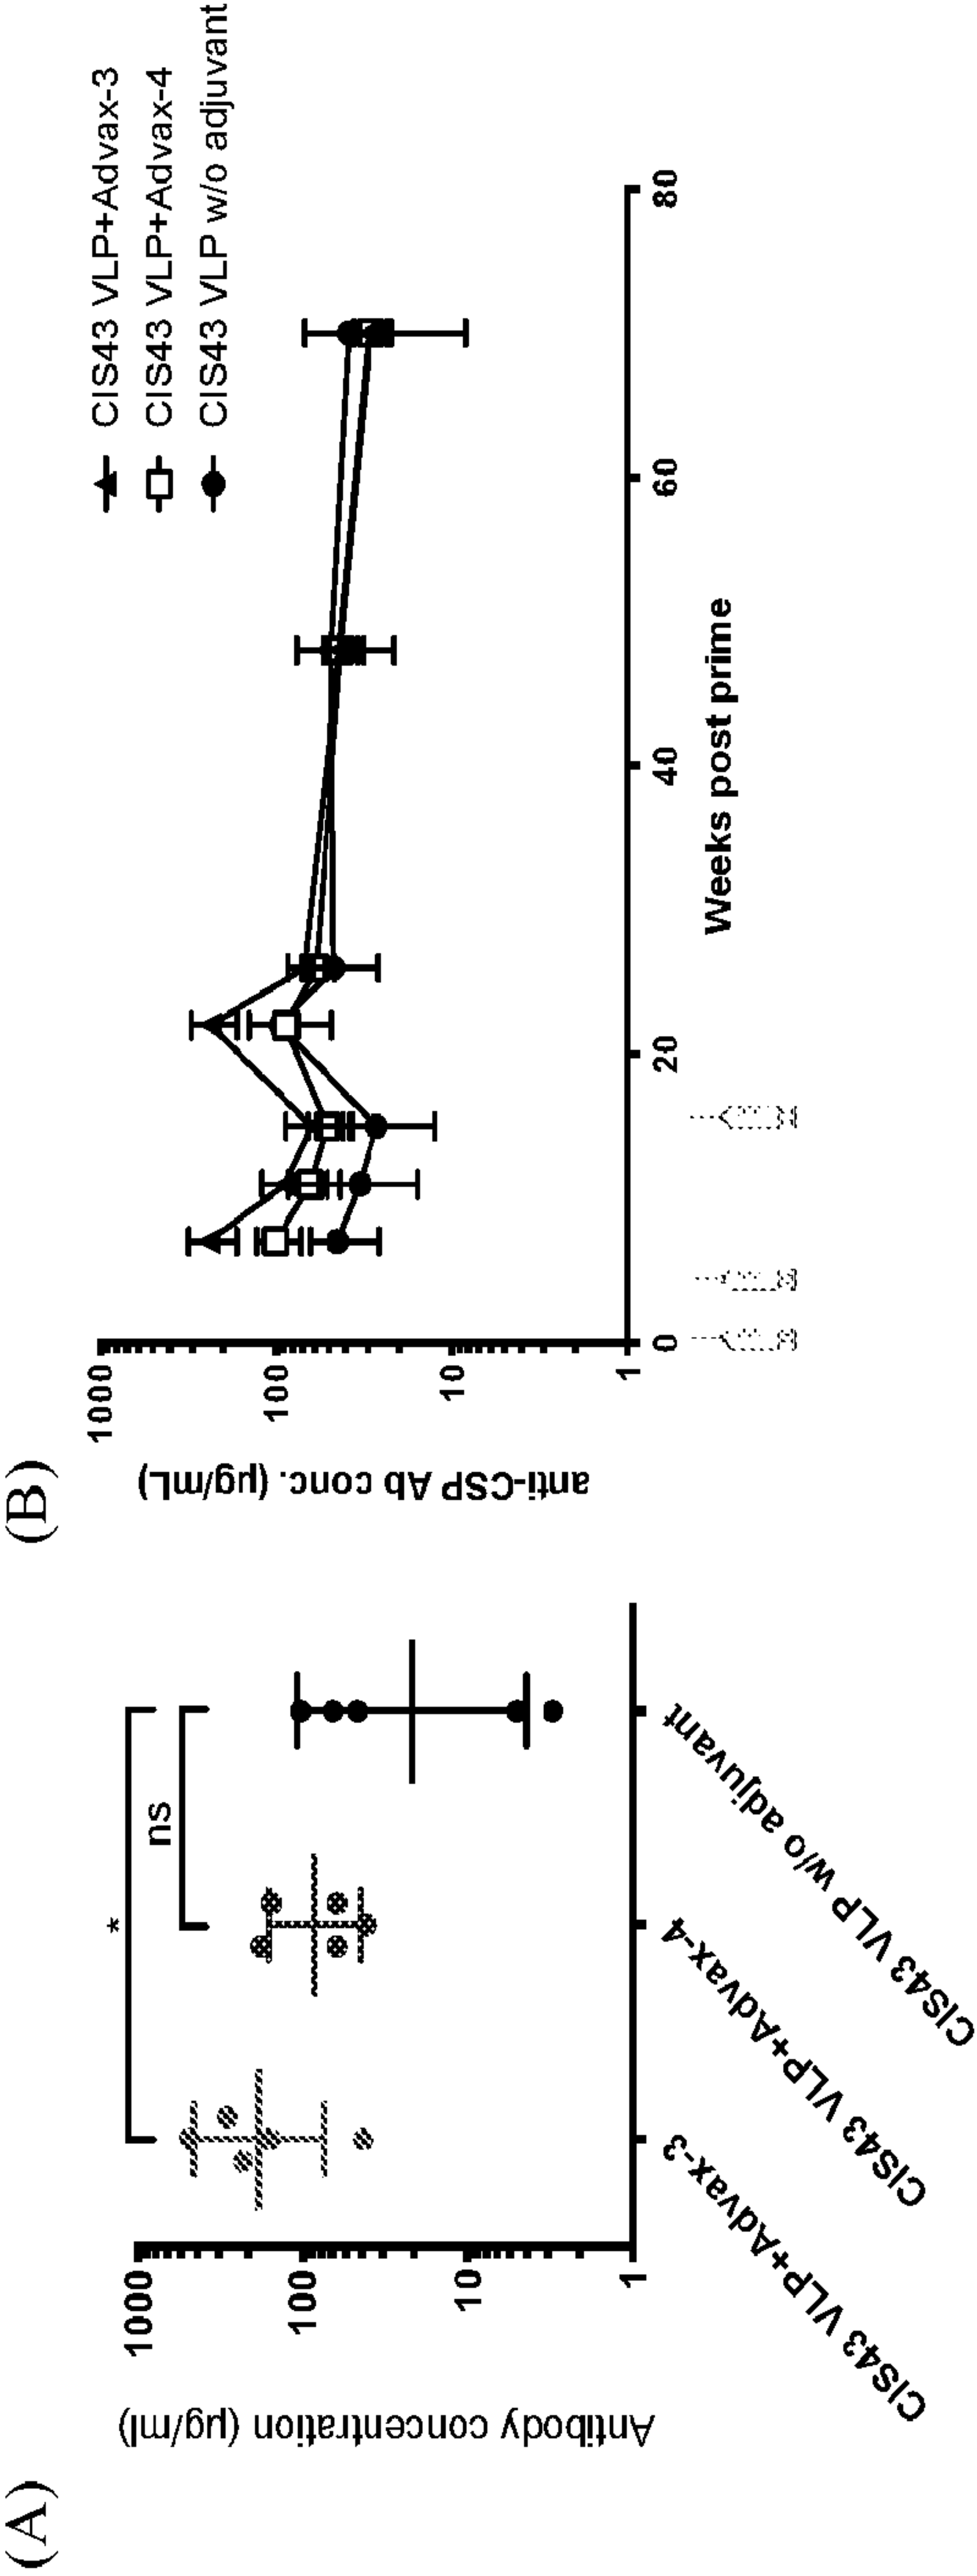 (A)
Antibody concentration (µg/ml)
1000
100
10
1
*
ns
CIS43 VLP+Advax-3
CIS43 VLP+Advax-4
CIS43 VLP w/o adjuvant
(B)
anti-CSP Ab conc. (µg/mL)
1000
100
10
1
0
20
40
60
80
Weeks post prime
CIS43 VLP+Advax-3
CIS43 VLP+Advax-4
CIS43 VLP w/o adjuvant